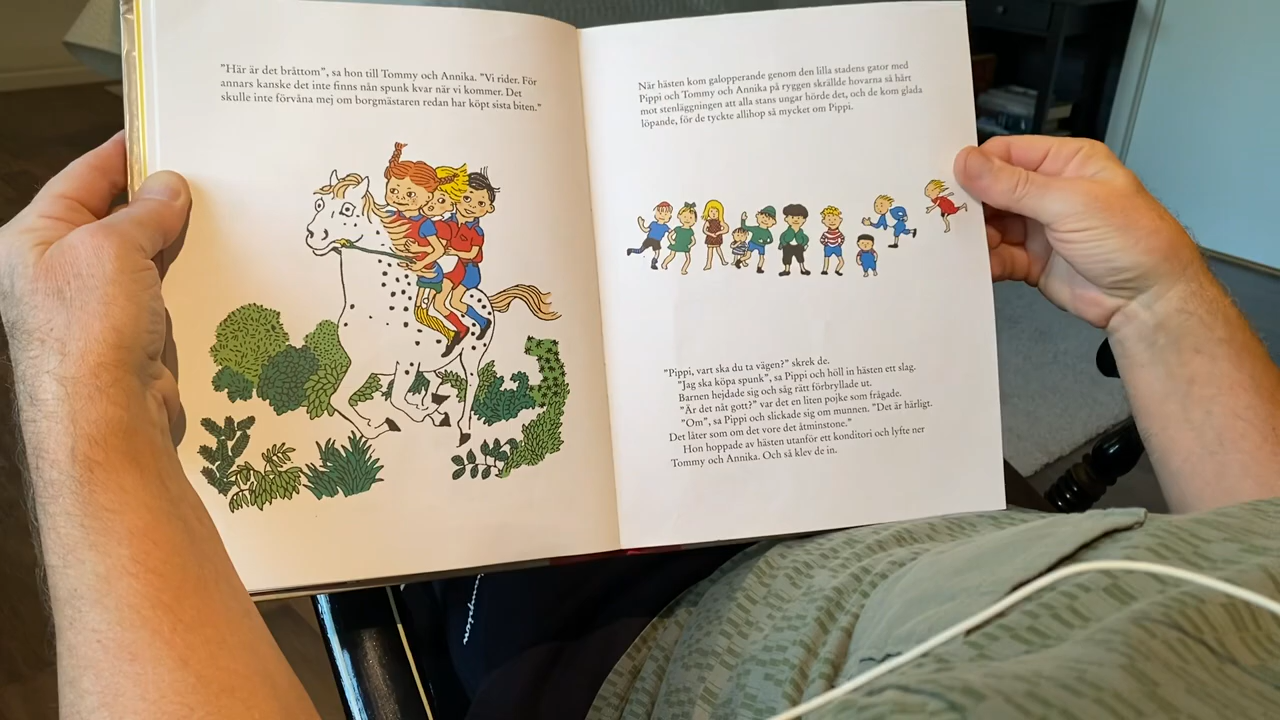 "Här är det bråttom", sa hon till Tommy och Annika. "Vi rider. För
annars kanske det inte finns nån spunk kvar när vi kommer. Det
skulle inte förvåna mej om borgmästaren redan har köpt sista biten."
När hästen kom galopperande genom den lilla stadens gator med
Pippi och Tommy och Annika på ryggen skrällde hovarna så hårt
mot stenläggningen att alla stans ungar hörde det, och de kom glada
löpande, för de tyckte allihop så mycket om Pippi.
"Pippi, vart ska du ta vägen?" skrek de.
"Jag ska köpa spunk", sa Pippi och höll in hästen ett slag.
Barnen hejdade sig och såg rätt förbryllade ut.
"Är det nåt gott?" var det en liten pojke som frågade.
"Om", sa Pippi och slickade sig om munnen. "Det är härligt.
Det låter som om det vore det åtminstone."
Hon hoppade av hästen utanför ett konditori och lyfte ner
Tommy och Annika. Och så klev de in.